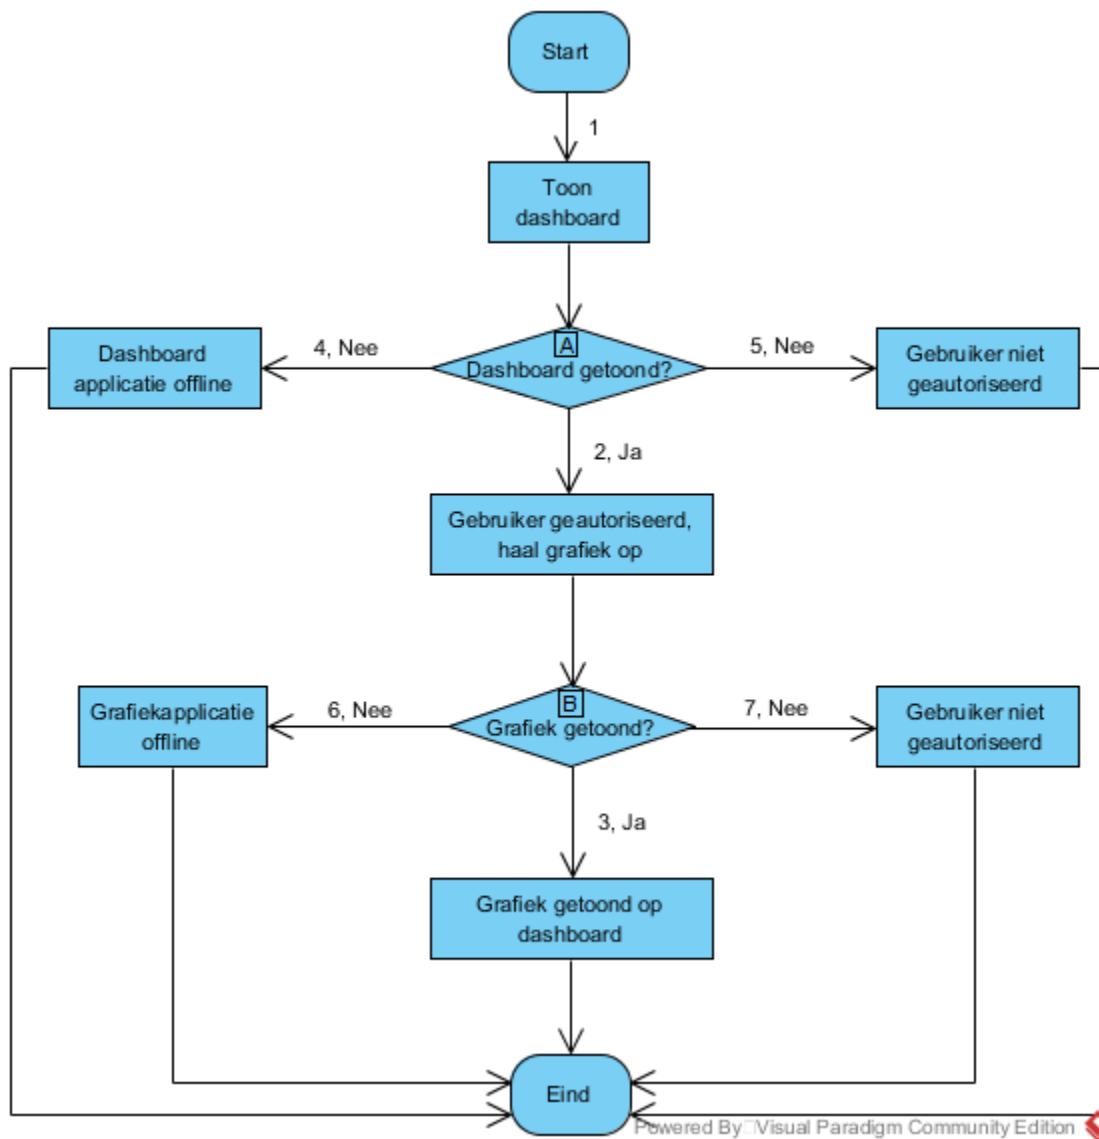 Start
1
Toon
dashboard
A
Dashboard getoond?
4, Nee
5, Nee
Dashboard
applicatie offline
Gebruiker niet
geautoriseerd
2, Ja
Gebruiker geautoriseerd,
haal grafiek op
B
Grafiek getoond?
6, Nee
7, Nee
Grafiekapplicatie
offline
Gebruiker niet
geautoriseerd
3, Ja
Grafiek getoond op
dashboard
Eind
Powered By Visual Paradigm Community Edition